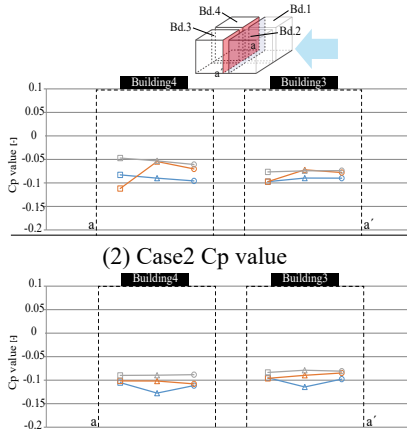 Bd.4
Bd.1
Bd.3
Bd.2
a
a´
Building4
Building3
0.1
0.05
0
-0.05
-0.1
-0.15
-0.2
Cp value [-]
a
a´
(2) Case2 Cp value
Building4
Building3
0.1
0.05
0
-0.05
-0.1
-0.15
-0.2
Cp value [-]
a
a´